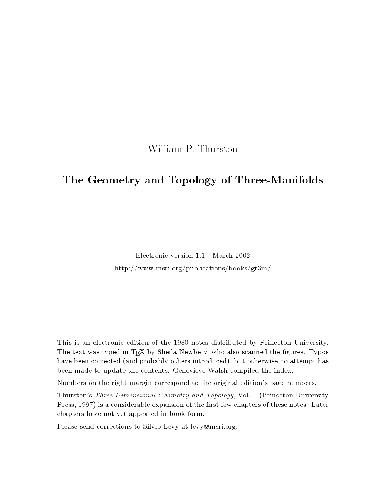 William P. Thurston
The Geometry and Topology of Three-Manifolds
Electronic version 1.1 - March 2002
http://www.msri.org/publications/books/gt3m/
This is an electronic edition of the 1980 notes distributed by Princeton University.
The text was typed in TeX by Sheila Newbery, who also scanned the figures. Typos
have been corrected (and probably others introduced), but otherwise no attempt has
been made to update the contents. Genevieve Walsh compiled the index.
Numbers on the right margin correspond to the original edition's page numbers.
Thurston's Three-Dimensional Geometry and Topology, Vol. 1 (Princeton University
Press, 1997) is a considerable expansion of the first few chapters of these notes. Later
chapters have not yet appeared in book form.
Please send corrections to Silvio Levy at levy@msri.org.